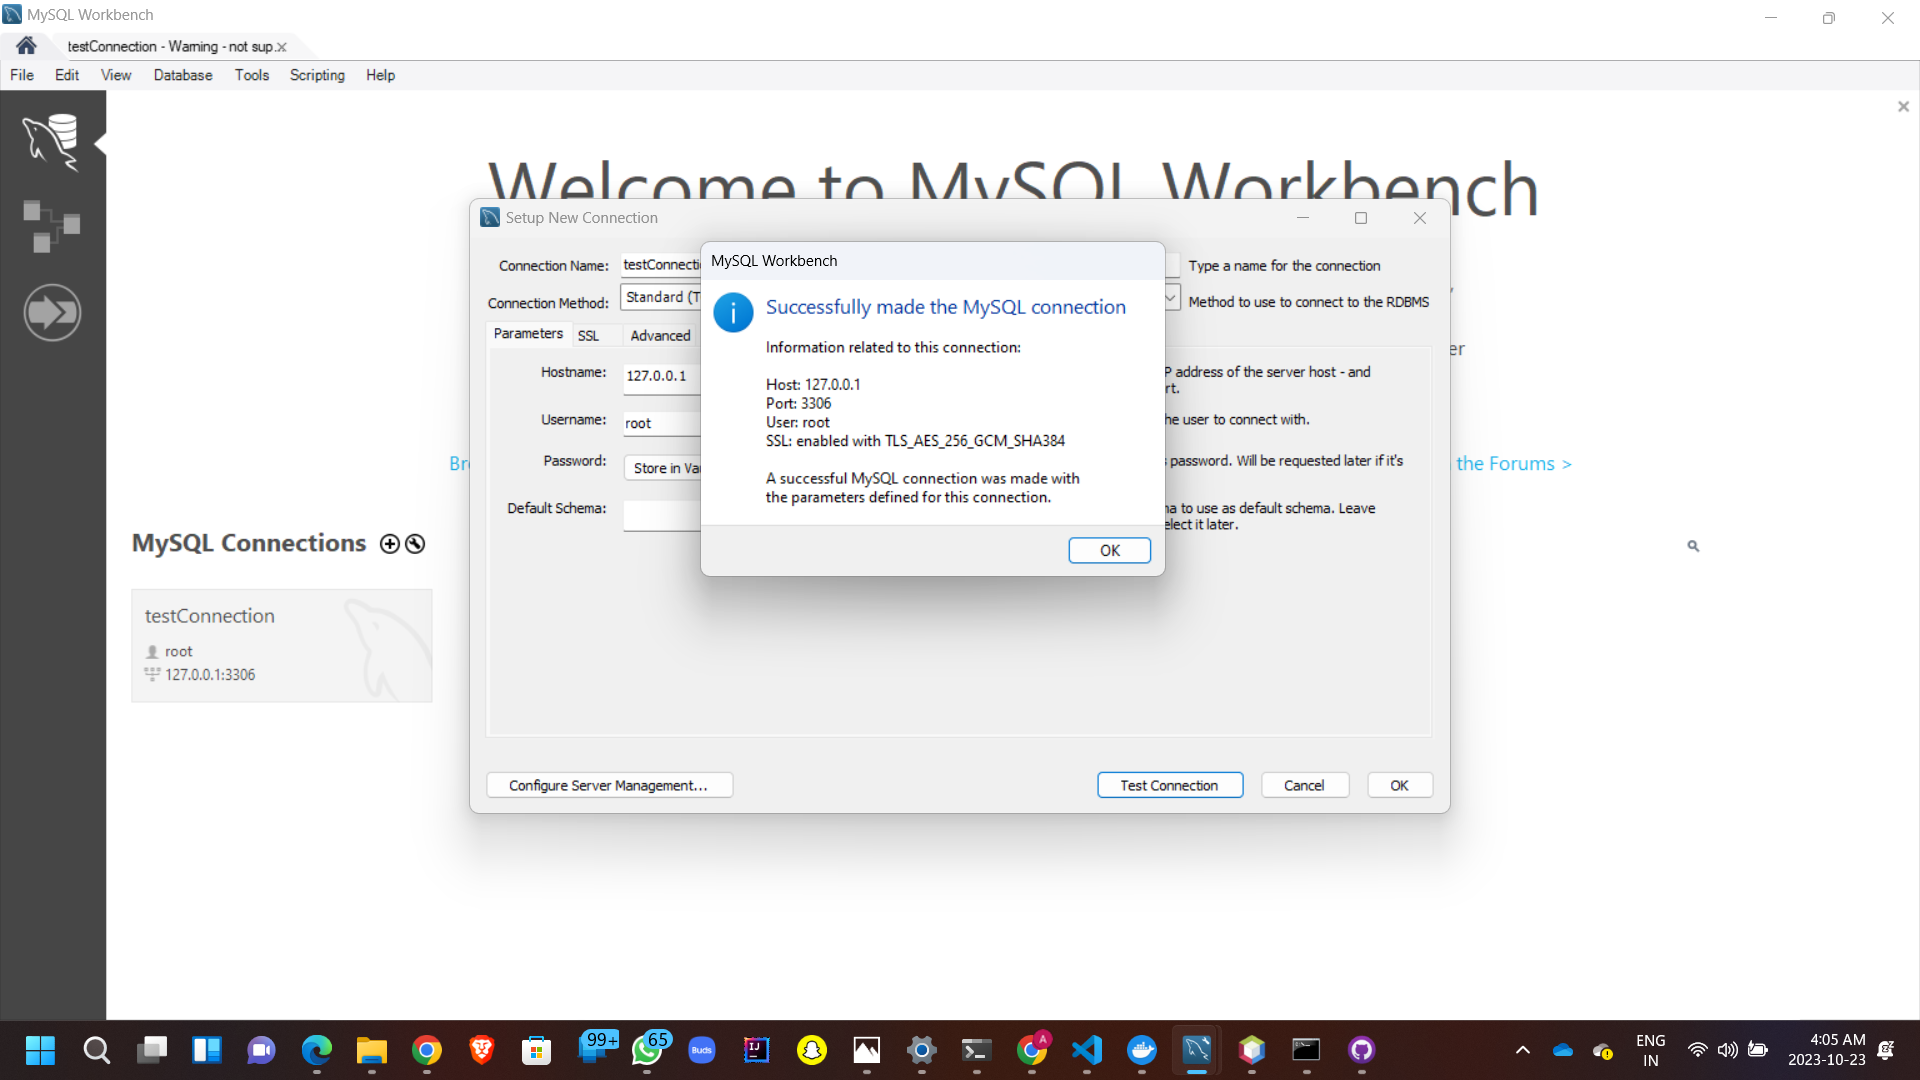 MySQL Workbench
testConnection - Warning - not sup.
File Edit View Database Tools Scripting Help
Welcome to MySQL Workbench
Setup New Connection
Connection Name: testConnecti Type a name for the connection
Connection Method: Standard (T Method to use to connect to the RDBMS
Parameters SSL Advanced
Hostname: 127.0.0.1 P address of the server host - and
rt.
Username: root he user to connect with.
Password: Store in Va password. Will be requested later if it's
Default Schema: na to use as default schema. Leave
elect it later.
MySQL Workbench
Successfully made the MySQL connection
Information related to this connection:
Host: 127.0.0.1
Port: 3306
User: root
SSL: enabled with TLS_AES_256_GCM_SHA384
A successful MySQL connection was made with
the parameters defined for this connection.
OK
er
Br the Forums >
MySQL Connections
testConnection
root
127.0.0.1:3306
Configure Server Management... Test Connection Cancel OK
99+ 65 Buds IJ A
ENG
IN
4:05 AM
2023-10-23